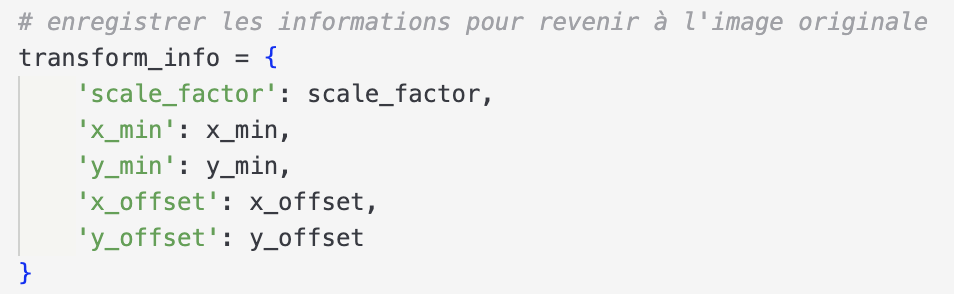 # enregistrer les informations pour revenir à l'image originale
transform_info = {
    'scale_factor': scale_factor,
    'x_min': x_min,
    'y_min': y_min,
    'x_offset': x_offset,
    'y_offset': y_offset
}